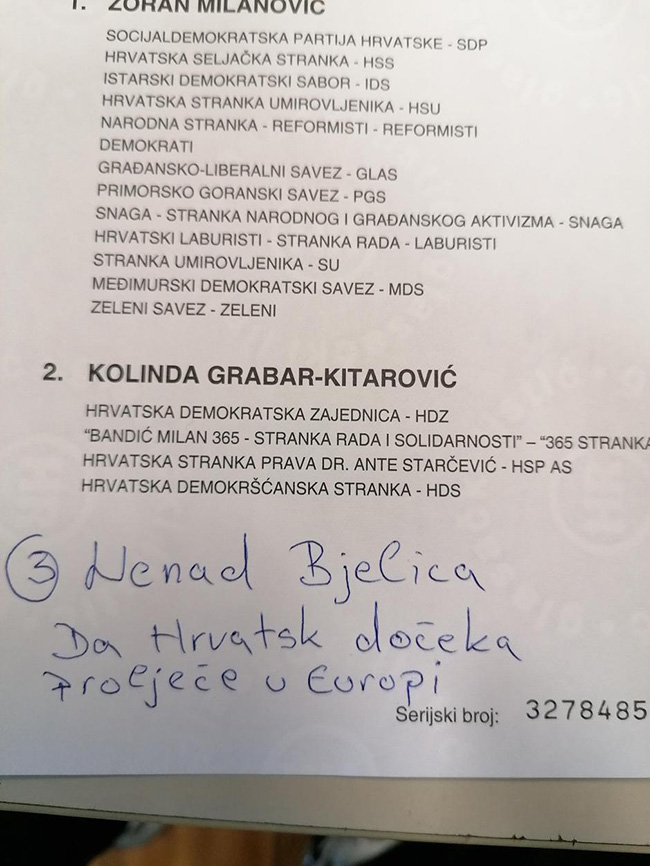 1. ZORAN MILANOVIĆ
SOCIJALDEMOKRATSKA PARTIJA HRVATSKE - SDP
HRVATSKA SELJAČKA STRANKA - HSS
ISTARSKI DEMOKRATSKI SABOR - IDS
HRVATSKA STRANKA UMIROVLJENIKA - HSU
NARODNA STRANKA - REFORMISTI - REFORMISTI
DEMOKRATI
GRAĐANSKO-LIBERALNI SAVEZ - GLAS
PRIMORSKO GORANSKI SAVEZ - PGS
SNAGA - STRANKA NARODNOG I GRAĐANSKOG AKTIVIZMA - SNAGA
HRVATSKI LABURISTI - STRANKA RADA - LABURISTI
STRANKA UMIROVLJENIKA - SU
MEĐIMURSKI DEMOKRATSKI SAVEZ - MDS
ZELENI SAVEZ - ZELENI
2. KOLINDA GRABAR-KITAROVIĆ
HRVATSKA DEMOKRATSKA ZAJEDNICA - HDZ
"BANDIĆ MILAN 365 - STRANKA RADA I SOLIDARNOSTI" – "365 STRANKA
HRVATSKA STRANKA PRAVA DR. ANTE STARČEVIĆ - HSP AS
HRVATSKA DEMOKRŠĆANSKA STRANKA - HDS
3 Nenad Bjelica
Da Hrvatsk dočeka
Proljeće u Europi
Serijski broj: 3278485